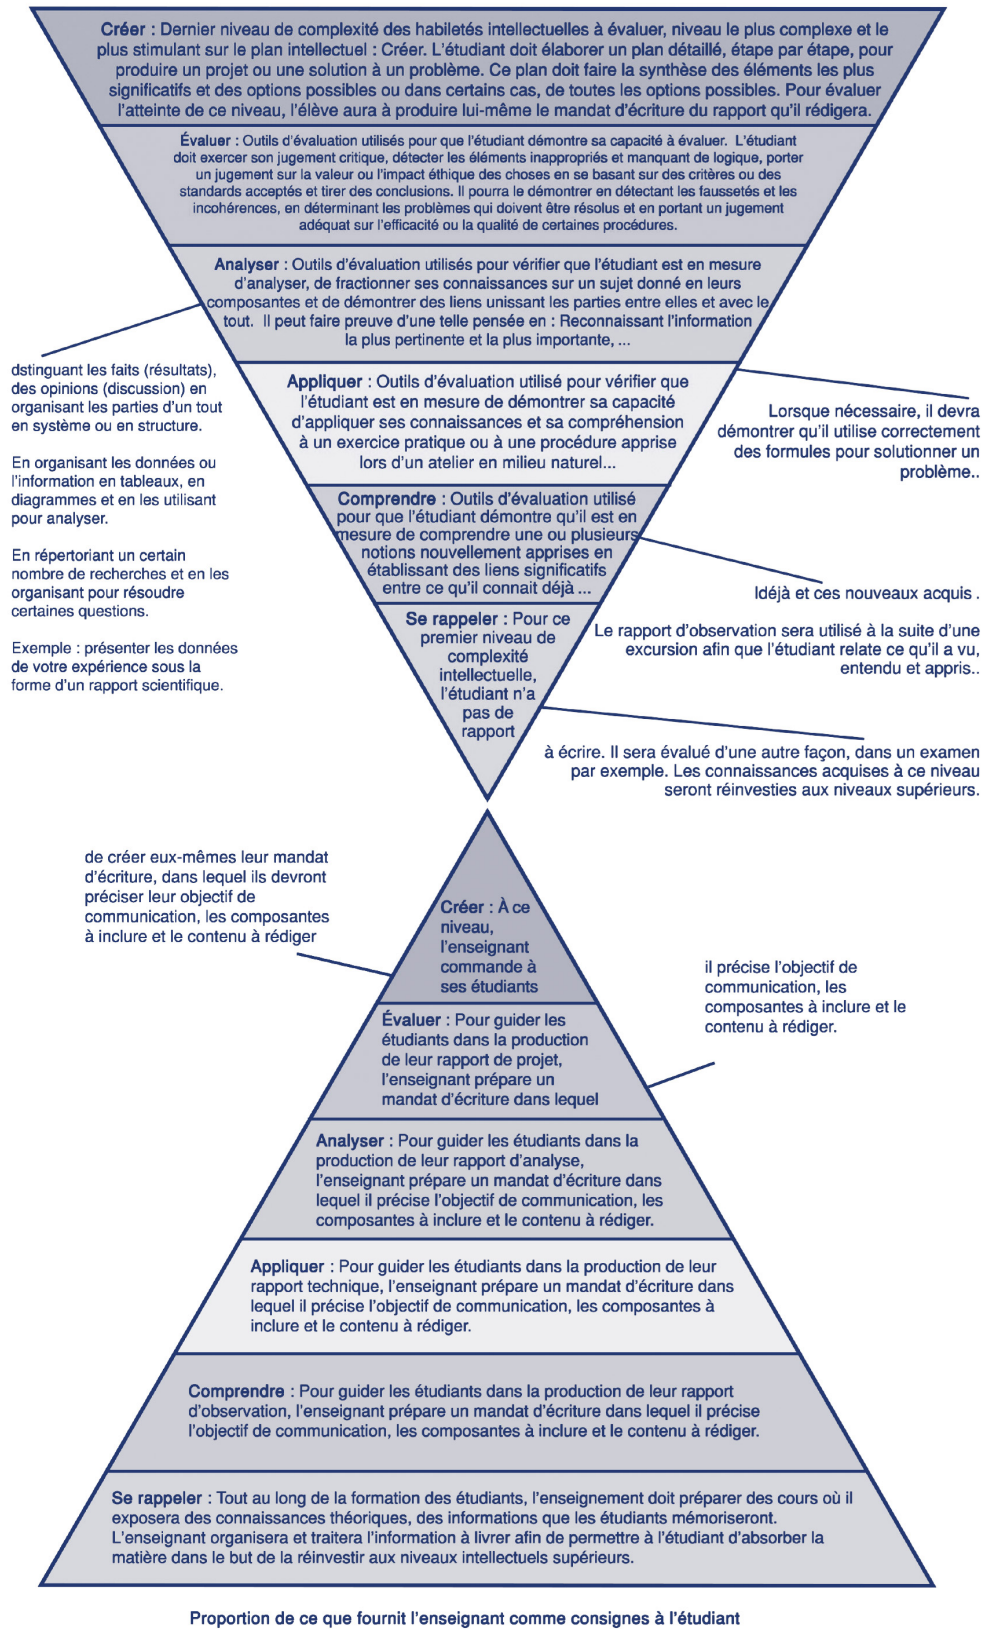 Créer : Dernier niveau de complexité des habiletés intellectuelles à évaluer, niveau le plus complexe et le
plus stimulant sur le plan intellectuel : Créer. L'étudiant doit élaborer un plan détaillé, étape par étape, pour
produire un projet ou une solution à un problème. Ce plan doit faire la synthèse des éléments les plus
significatifs et des options possibles ou dans certains cas, de toutes les options possibles. Pour évaluer
l'atteinte de ce niveau, l'élève aura à produire lui-même le mandat d'écriture du rapport qu'il rédigera.
Évaluer : Outils d'évaluation utilisés pour que l'étudiant démontre sa capacité à évaluer. L'étudiant
doit exercer son jugement critique, détecter les éléments inappropriés et manquant de logique, porter
un jugement sur la valeur ou l'impact éthique des choses en se basant sur des critères ou des
standards acceptés et tirer des conclusions. Il pourra le démontrer en détectant les faussetés et les
incohérences, en déterminant les problèmes qui doivent être résolus et en portant un jugement
adéquat sur l'efficacité ou la qualité de certaines procédures.
Analyser : Outils d'évaluation utilisés pour vérifier que l'étudiant est en mesure
d'analyser, de fractionner ses connaissances sur un sujet donné en leurs
composantes et de démontrer des liens unissant les parties entre elles et avec le
tout. Il peut faire preuve d'une telle pensée en : Reconnaissant l'information
la plus pertinente et la plus importante, ...
dstinguant les faits (résultats),
des opinions (discussion) en
organisant les parties d'un tout
en système ou en structure.
En organisant les données ou
l'information en tableaux, en
diagrammes et en les utilisant
pour analyser.
En répertoriant un certain
nombre de recherches et en les
organisant pour résoudre
certaines questions.
Exemple : présenter les données
de votre expérience sous la
forme d'un rapport scientifique.
Appliquer : Outils d'évaluation utilisé pour vérifier que
l'étudiant est en mesure de démontrer sa capacité
d'appliquer ses connaissances et sa compréhension
à un exercice pratique ou à une procédure apprise
lors d'un atelier en milieu naturel...
Lorsque nécessaire, il devra
démontrer qu'il utilise correctement
des formules pour solutionner un
problème..
Comprendre : Outils d'évaluation utilisé
pour que l'étudiant démontre qu'il est en
mesure de comprendre une ou plusieurs
notions nouvellement apprises en
établissant des liens significatifs
entre ce qu'il connait déjà ...
Idéjà et ces nouveaux acquis .
Le rapport d'observation sera utilisé à la suite d'une
excursion afin que l'étudiant relate ce qu'il a vu,
entendu et appris..
Se rappeler : Pour ce
premier niveau de
complexité
intellectuelle,
l'étudiant n'a
pas de
rapport
à écrire. Il sera évalué d'une autre façon, dans un examen
par exemple. Les connaissances acquises à ce niveau
seront réinvesties aux niveaux supérieurs.
Créer : À ce
niveau,
l'enseignant
commande à
ses étudiants
de créer eux-mêmes leur mandat
d'écriture, dans lequel ils devront
préciser leur objectif de
communication, les composantes
à inclure et le contenu à rédiger
Évaluer : Pour guider les
étudiants dans la production
de leur rapport de projet,
l'enseignant prépare un
mandat d'écriture dans lequel
il précise l'objectif de
communication, les
composantes à inclure et le
contenu à rédiger.
Analyser : Pour guider les étudiants dans la
production de leur rapport d'analyse,
l'enseignant prépare un mandat d'écriture dans
lequel il précise l'objectif de communication, les
composantes à inclure et le contenu à rédiger.
Appliquer : Pour guider les étudiants dans la production de leur
rapport technique, l'enseignant prépare un mandat d'écriture dans
lequel il précise l'objectif de communication, les composantes à
inclure et le contenu à rédiger.
Comprendre : Pour guider les étudiants dans la production de leur rapport
d'observation, l'enseignant prépare un mandat d'écriture dans lequel il précise
l'objectif de communication, les composantes à inclure et le contenu à rédiger.
Se rappeler : Tout au long de la formation des étudiants, l'enseignement doit préparer des cours où il
exposera des connaissances théoriques, des informations que les étudiants mémoriseront.
L'enseignant organisera et traitera l'information à livrer afin de permettre à l'étudiant d'absorber la
matière dans le but de la réinvestir aux niveaux intellectuels supérieurs.
Proportion de ce que fournit l'enseignant comme consignes à l'étudiant